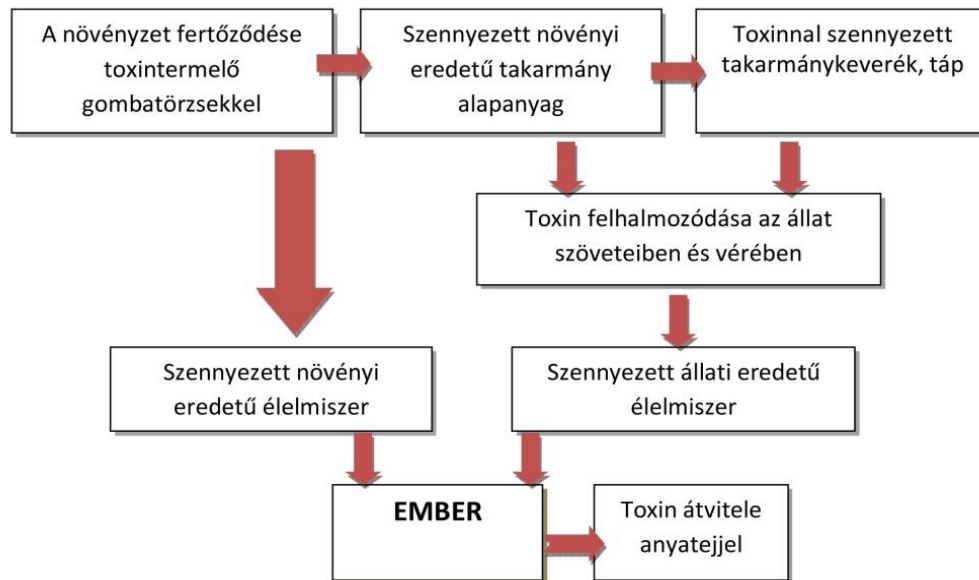 A növényzet fertőződése
toxintermelő
gombatörzsekkel
Szennyezett növényi
eredetű takarmány
alapanyag
Toxinnal szennyezett
takarmánykeverék, táp
Toxin felhalmozódása az állat
szöveteiben és vérében
Szennyezett növényi
eredetű élelmiszer
Szennyezett állati eredetű
élelmiszer
EMBER
Toxin átvitele
anyatejjel